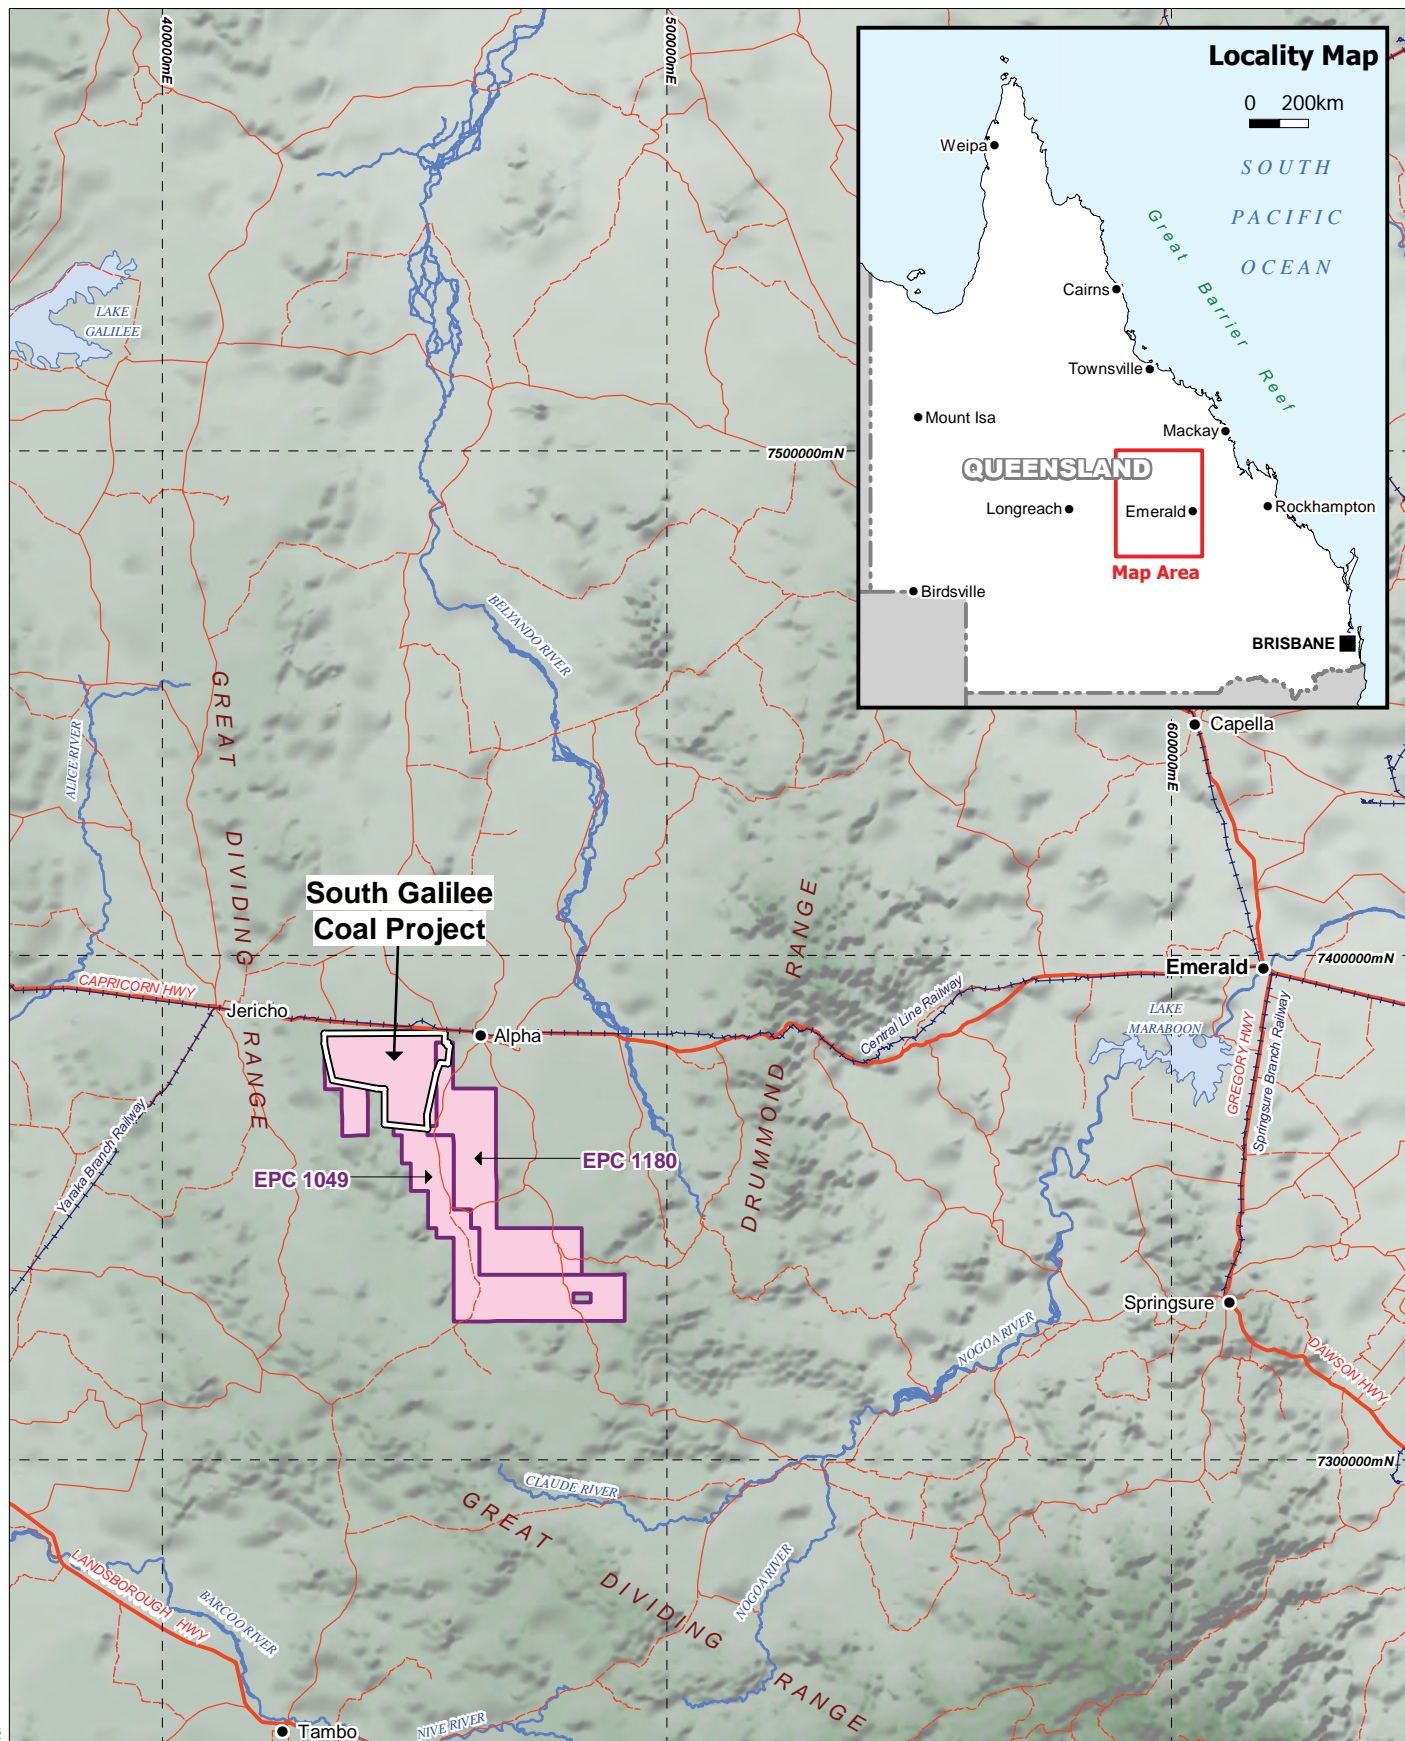 400000mE
500000mE
Locality Map
0 200km
Weipa
SOUTH
PACIFIC
OCEAN
Great Barrier Reef
Cairns
Townsville
Mount Isa
Mackay
QUEENSLAND
Longreach
Emerald
Rockhampton
Map Area
Birdsville
BRISBANE
LAKE
GALILEE
7500000mN
BELYANDO RIVER
GREAT DIVIDING RANGE
ALICE RIVER
600000mE
Capella
South Galilee
Coal Project
DRUMMOND RANGE
7400000mN
Emerald
CAPRICORN HWY
Jericho
Alpha
Central Line Railway
LAKE
MARABOON
GREGORY HWY
Springsure Branch Railway
Yaraka Branch Railway
EPC 1049
EPC 1180
Springsure
NOGOA RIVER
DAWSON HWY
7300000mN
CLAUDE RIVER
GREAT DIVIDING RANGE
NOGOA RIVER
LANDSBOROUGH HWY
BARCOO RIVER
NIVE RIVER
Tambo